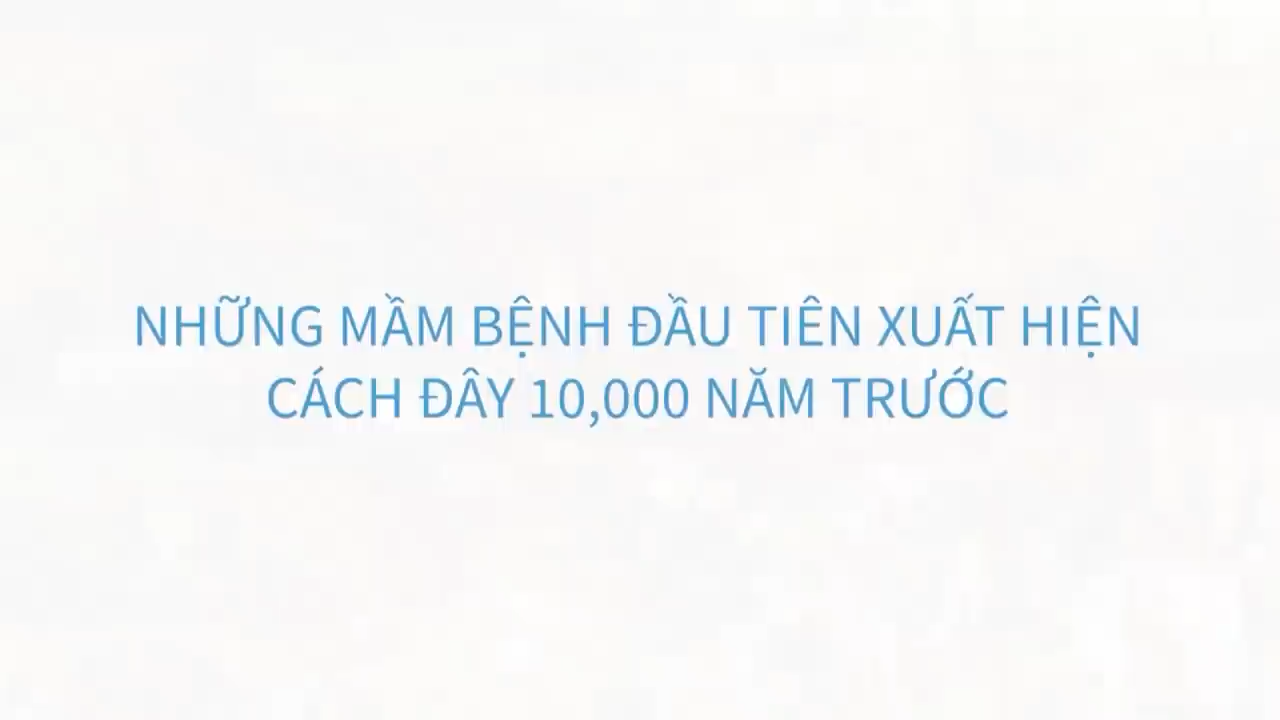 NHỮNG MẦM BỆNH ĐẦU TIÊN XUẤT HIỆN
CÁCH ĐÂY 10,000 NĂM TRƯỚC